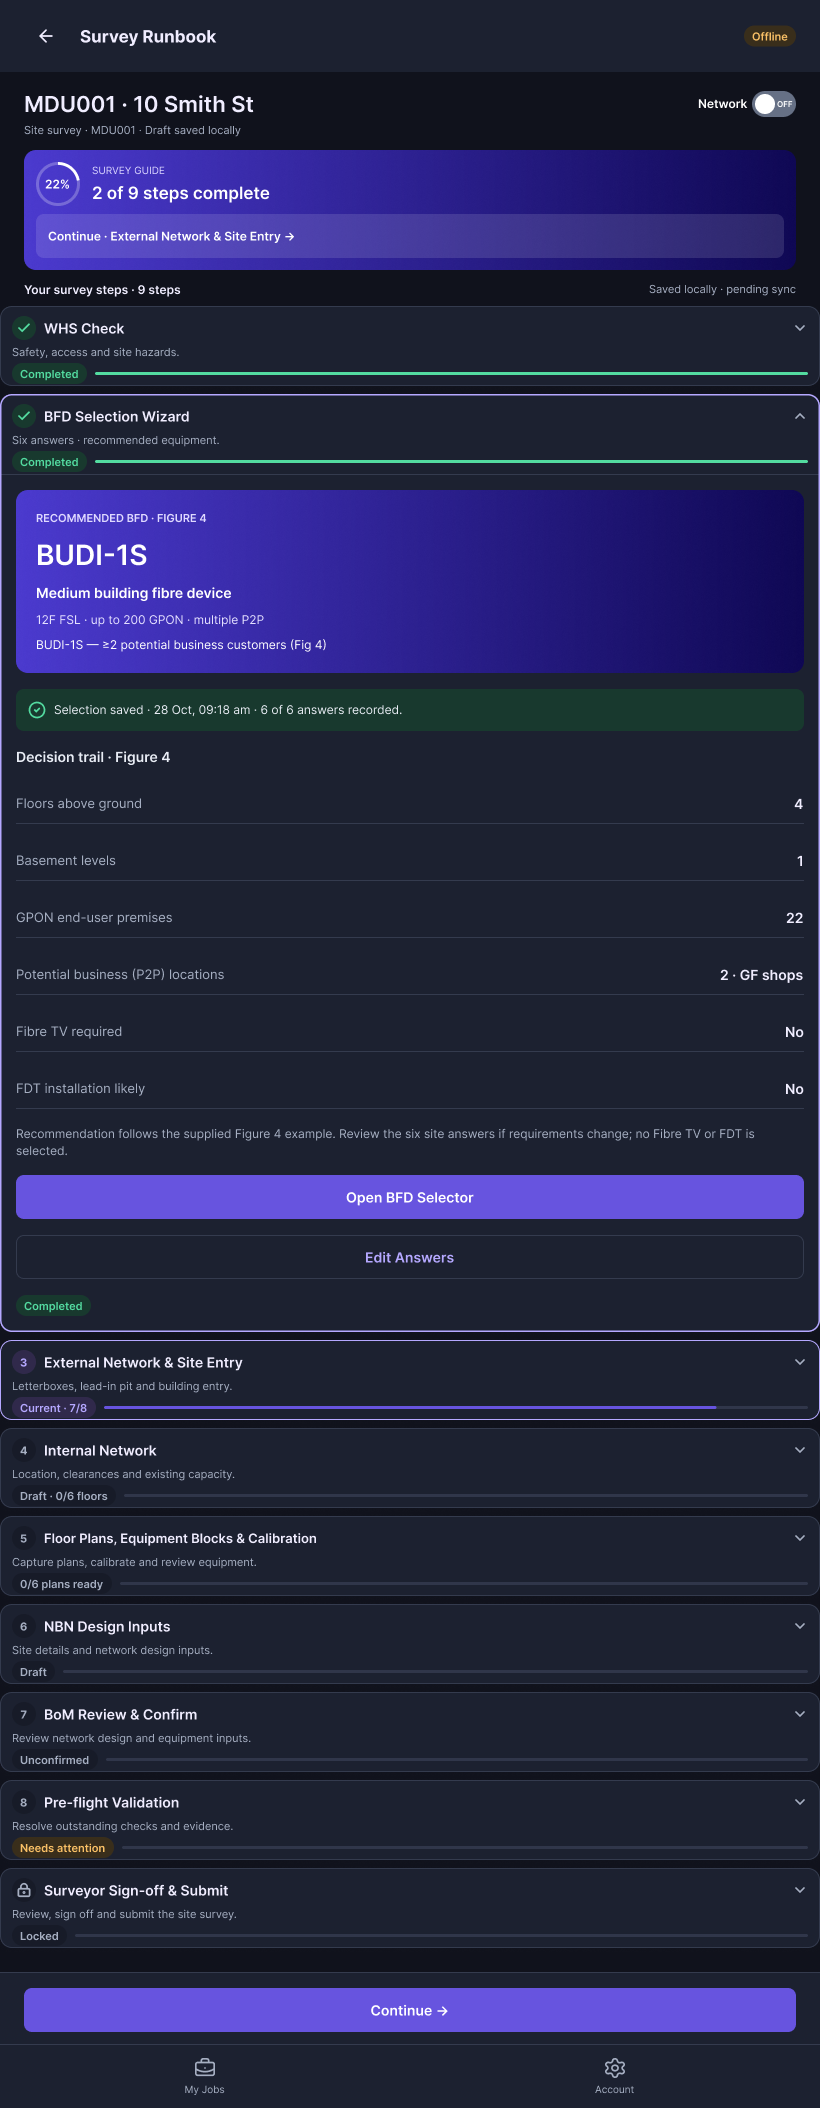 Survey Runbook
Offline
MDU001 · 10 Smith St
Network
OFF
Site survey · MDU001 · Draft saved locally
22%
SURVEY GUIDE
2 of 9 steps complete
Continue · External Network & Site Entry →
Your survey steps · 9 steps
Saved locally · pending sync
WHS Check
Safety, access and site hazards.
Completed
BFD Selection Wizard
Six answers · recommended equipment.
Completed
RECOMMENDED BFD · FIGURE 4
BUDI-1S
Medium building fibre device
12F FSL · up to 200 GPON · multiple P2P
BUDI-1S — ≥2 potential business customers (Fig 4)
Selection saved · 28 Oct, 09:18 am · 6 of 6 answers recorded.
Decision trail · Figure 4
Floors above ground
4
Basement levels
1
GPON end-user premises
22
Potential business (P2P) locations
2 · GF shops
Fibre TV required
No
FDT installation likely
No
Recommendation follows the supplied Figure 4 example. Review the six site answers if requirements change; no Fibre TV or FDT is
selected.
Open BFD Selector
Edit Answers
Completed
3
External Network & Site Entry
Letterboxes, lead-in pit and building entry.
Current · 7/8
4
Internal Network
Location, clearances and existing capacity.
Draft · 0/6 floors
5
Floor Plans, Equipment Blocks & Calibration
Capture plans, calibrate and review equipment.
0/6 plans ready
6
NBN Design Inputs
Site details and network design inputs.
Draft
7
BoM Review & Confirm
Review network design and equipment inputs.
Unconfirmed
8
Pre-flight Validation
Resolve outstanding checks and evidence.
Needs attention
Surveyor Sign-off & Submit
Review, sign off and submit the site survey.
Locked
Continue →
My Jobs
Account